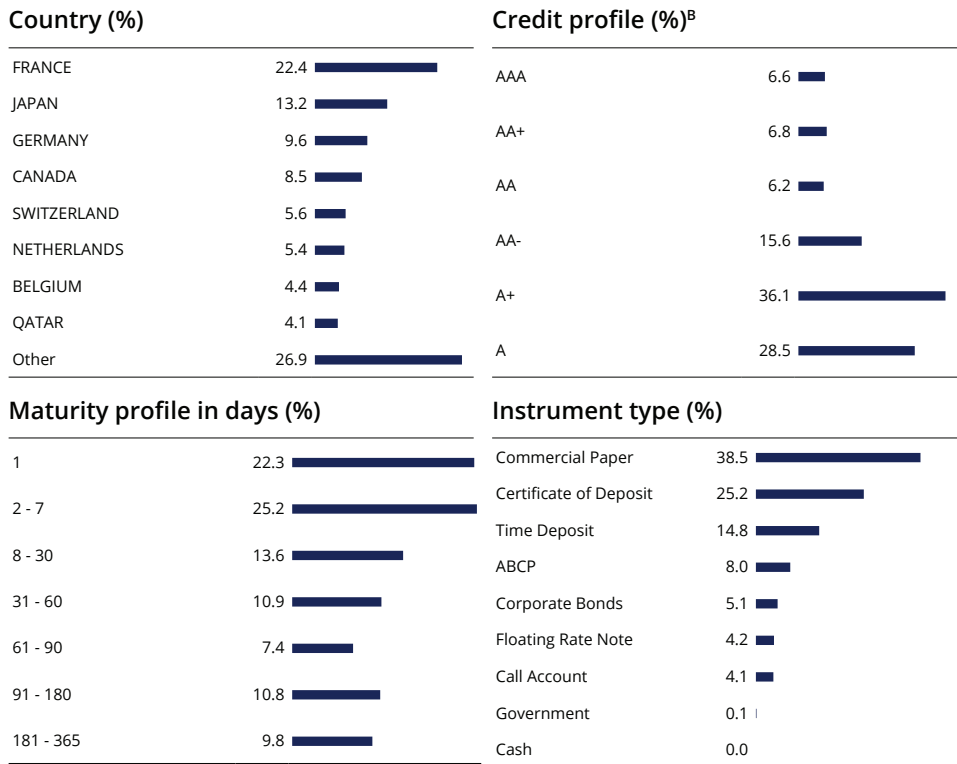 Country (%)
FRANCE 22.4
JAPAN 13.2
GERMANY 9.6
CANADA 8.5
SWITZERLAND 5.6
NETHERLANDS 5.4
BELGIUM 4.4
QATAR 4.1
Other 26.9
Credit profile (%)ᴮ
AAA 6.6
AA+ 6.8
AA 6.2
AA- 15.6
A+ 36.1
A 28.5
Maturity profile in days (%)
1 22.3
2 - 7 25.2
8 - 30 13.6
31 - 60 10.9
61 - 90 7.4
91 - 180 10.8
181 - 365 9.8
Instrument type (%)
Commercial Paper 38.5
Certificate of Deposit 25.2
Time Deposit 14.8
ABCP 8.0
Corporate Bonds 5.1
Floating Rate Note 4.2
Call Account 4.1
Government 0.1
Cash 0.0